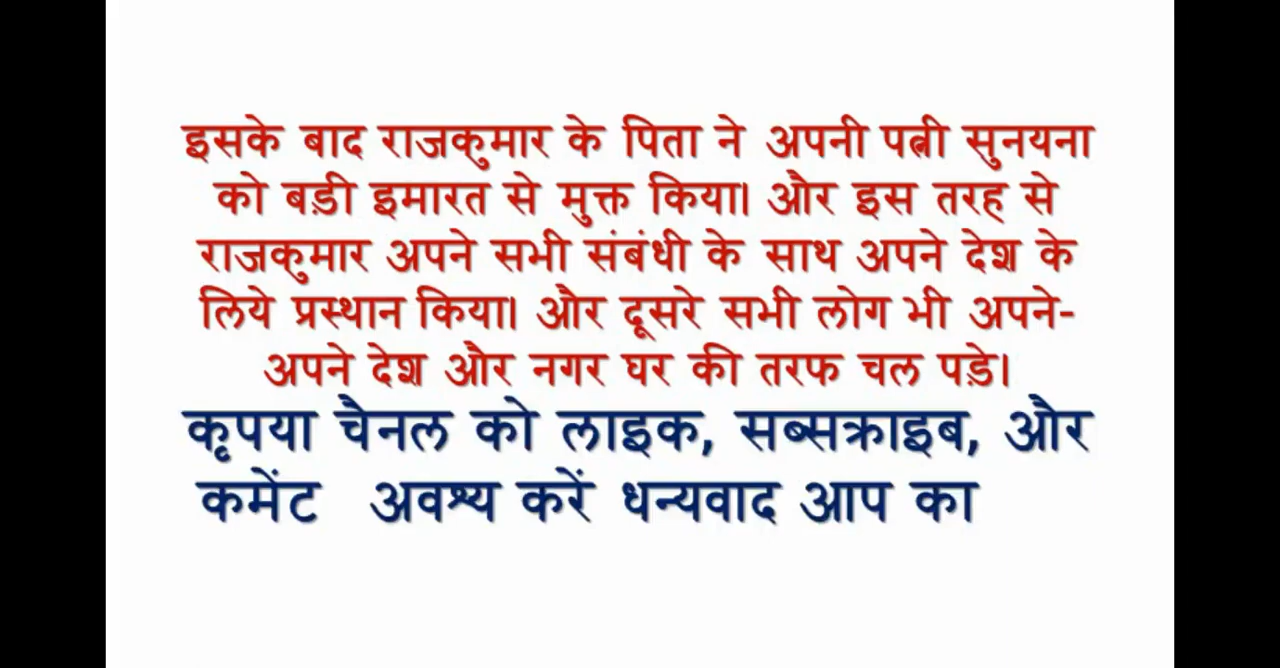 इसके बाद राजकुमार के पिता ने अपनी पत्नी सुनयना
को बड़ी इमारत से मुक्त किया। और इस तरह से
राजकुमार अपने सभी संबंधी के साथ अपने देश के
लिये प्रस्थान किया। और दूसरे सभी लोग भी अपने-
अपने देश और नगर घर की तरफ चल पड़े।
कृपया चैनल को लाइक, सब्सक्राइब, और
कमेंट अवश्य करें धन्यवाद आप का